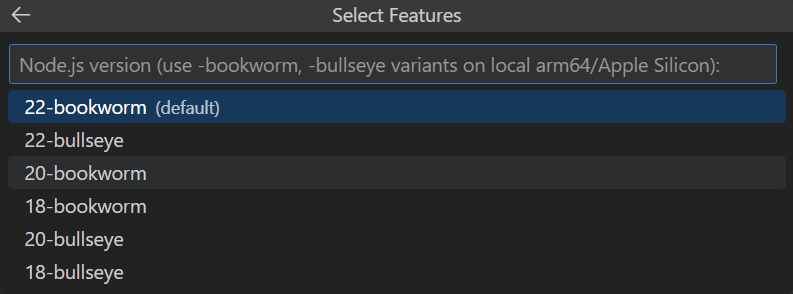 Select Features
Node.js version (use -bookworm, -bullseye variants on local arm64/Apple Silicon):
22-bookworm (default)
22-bullseye
20-bookworm
18-bookworm
20-bullseye
18-bullseye